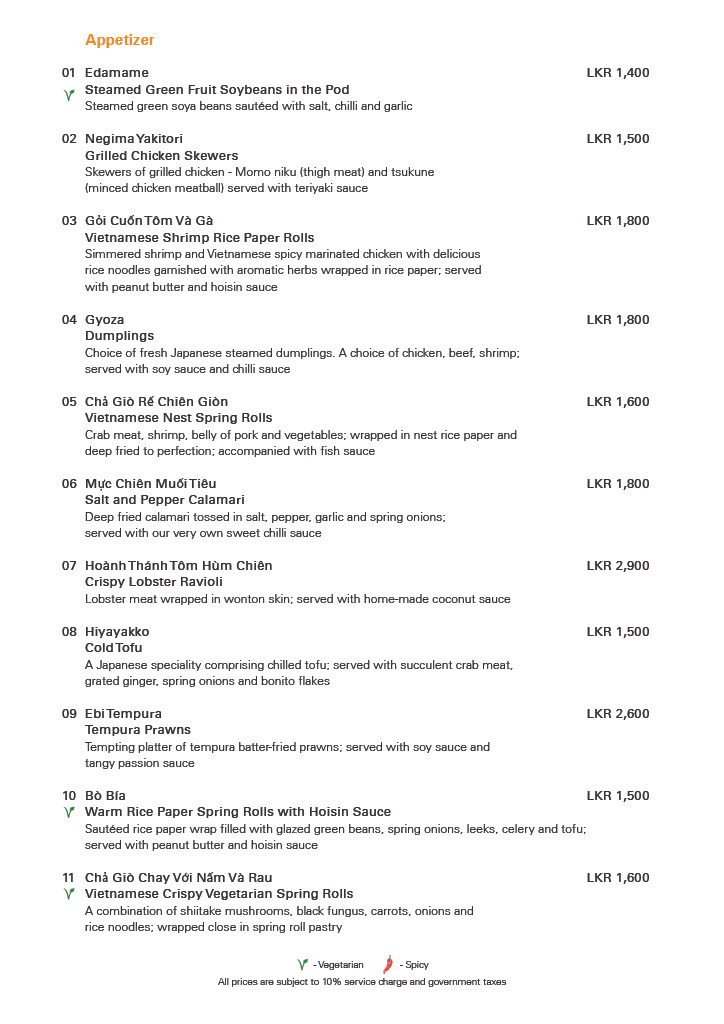 Appetizer
01 Edamame LKR 1,400
Steamed Green Fruit Soybeans in the Pod
Steamed green soya beans sautéed with salt, chilli and garlic
02 Negima Yakitori LKR 1,500
Grilled Chicken Skewers
Skewers of grilled chicken - Momo niku (thigh meat) and tsukune
(minced chicken meatball) served with teriyaki sauce
03 Gỏi Cuốn Tôm Và Gà LKR 1,800
Vietnamese Shrimp Rice Paper Rolls
Simmered shrimp and Vietnamese spicy marinated chicken with delicious
rice noodles garnished with aromatic herbs wrapped in rice paper; served
with peanut butter and hoisin sauce
04 Gyoza LKR 1,800
Dumplings
Choice of fresh Japanese steamed dumplings. A choice of chicken, beef, shrimp;
served with soy sauce and chilli sauce
05 Chả Giò Rế Chiên Giòn LKR 1,600
Vietnamese Nest Spring Rolls
Crab meat, shrimp, belly of pork and vegetables; wrapped in nest rice paper and
deep fried to perfection; accompanied with fish sauce
06 Mực Chiên Muối Tiêu LKR 1,800
Salt and Pepper Calamari
Deep fried calamari tossed in salt, pepper, garlic and spring onions;
served with our very own sweet chilli sauce
07 Hoành Thánh Tôm Hùm Chiên LKR 2,900
Crispy Lobster Ravioli
Lobster meat wrapped in wonton skin; served with home-made coconut sauce
08 Hiyayakko LKR 1,500
Cold Tofu
A Japanese speciality comprising chilled tofu; served with succulent crab meat,
grated ginger, spring onions and bonito flakes
09 Ebi Tempura LKR 2,600
Tempura Prawns
Tempting platter of tempura batter-fried prawns; served with soy sauce and
tangy passion sauce
10 Bò Bía LKR 1,500
Warm Rice Paper Spring Rolls with Hoisin Sauce
Sautéed rice paper wrap filled with glazed green beans, spring onions, leeks, celery and tofu;
served with peanut butter and hoisin sauce
11 Chả Giò Chay Với Nấm Và Rau LKR 1,600
Vietnamese Crispy Vegetarian Spring Rolls
A combination of shiitake mushrooms, black fungus, carrots, onions and
rice noodles; wrapped close in spring roll pastry
- Vegetarian - Spicy
All prices are subject to 10% service charge and government taxes